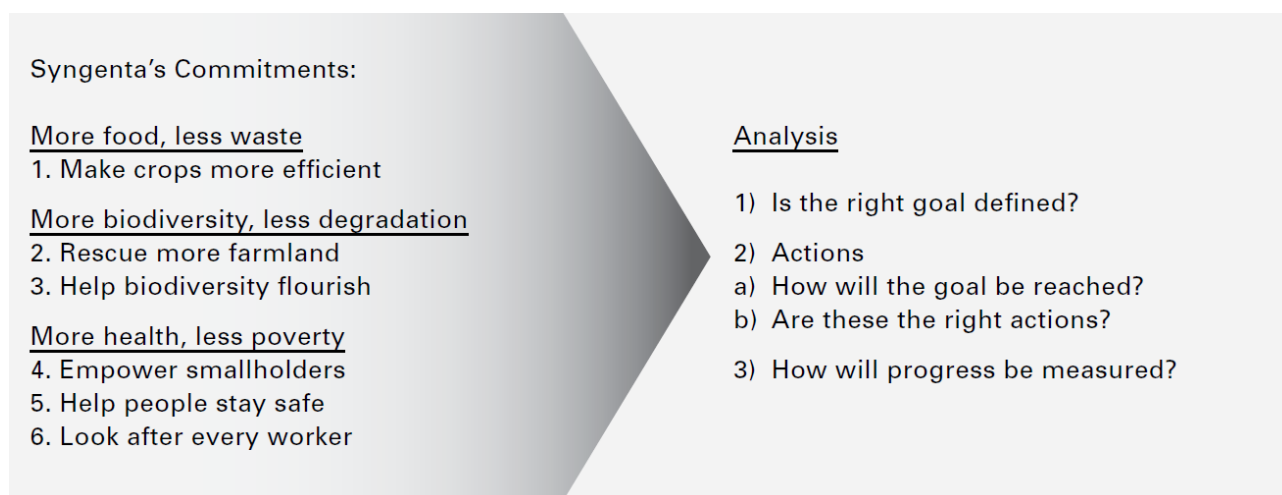 Syngenta’s Commitments:
More food, less waste
1. Make crops more efficient
More biodiversity, less degradation
2. Rescue more farmland
3. Help biodiversity flourish
More health, less poverty
4. Empower smallholders
5. Help people stay safe
6. Look after every worker
Analysis
1) Is the right goal defined?
2) Actions
a) How will the goal be reached?
b) Are these the right actions?
3) How will progress be measured?